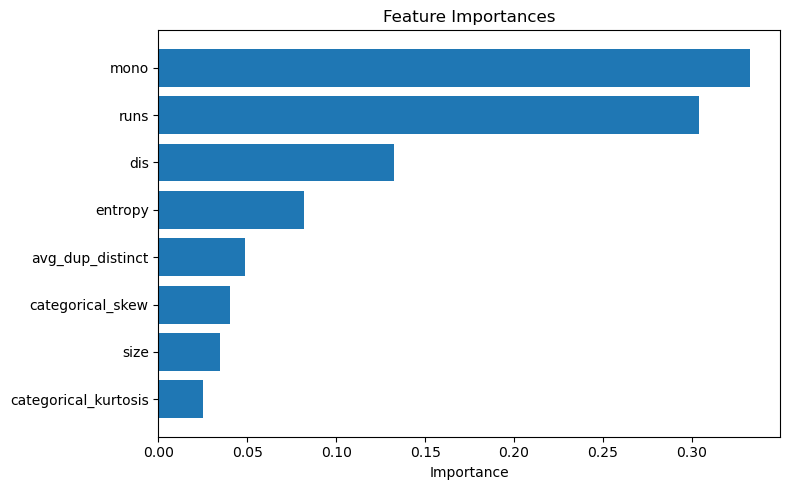 Feature Importances
mono
runs
dis
entropy
avg_dup_distinct
categorical_skew
size
categorical_kurtosis
0.00 0.05 0.10 0.15 0.20 0.25 0.30
Importance